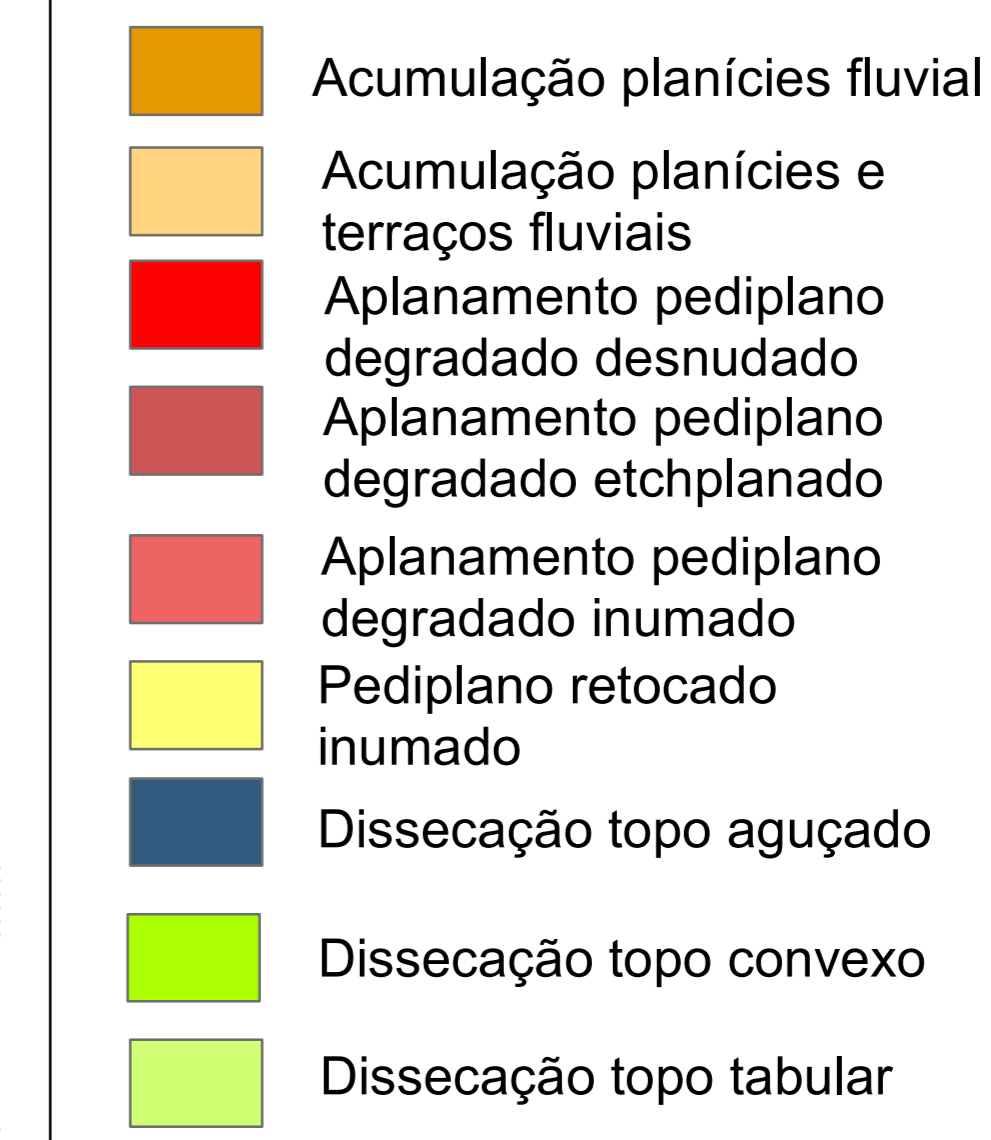 Acumulação planícies fluvial
Acumulação planícies e
terraços fluviais
Aplanamento pediplano
degradado desnudado
Aplanamento pediplano
degradado etchplanado
Aplanamento pediplano
degradado inumado
Pediplano retocado
inumado
Dissecação topo aguçado
Dissecação topo convexo
Dissecação topo tabular